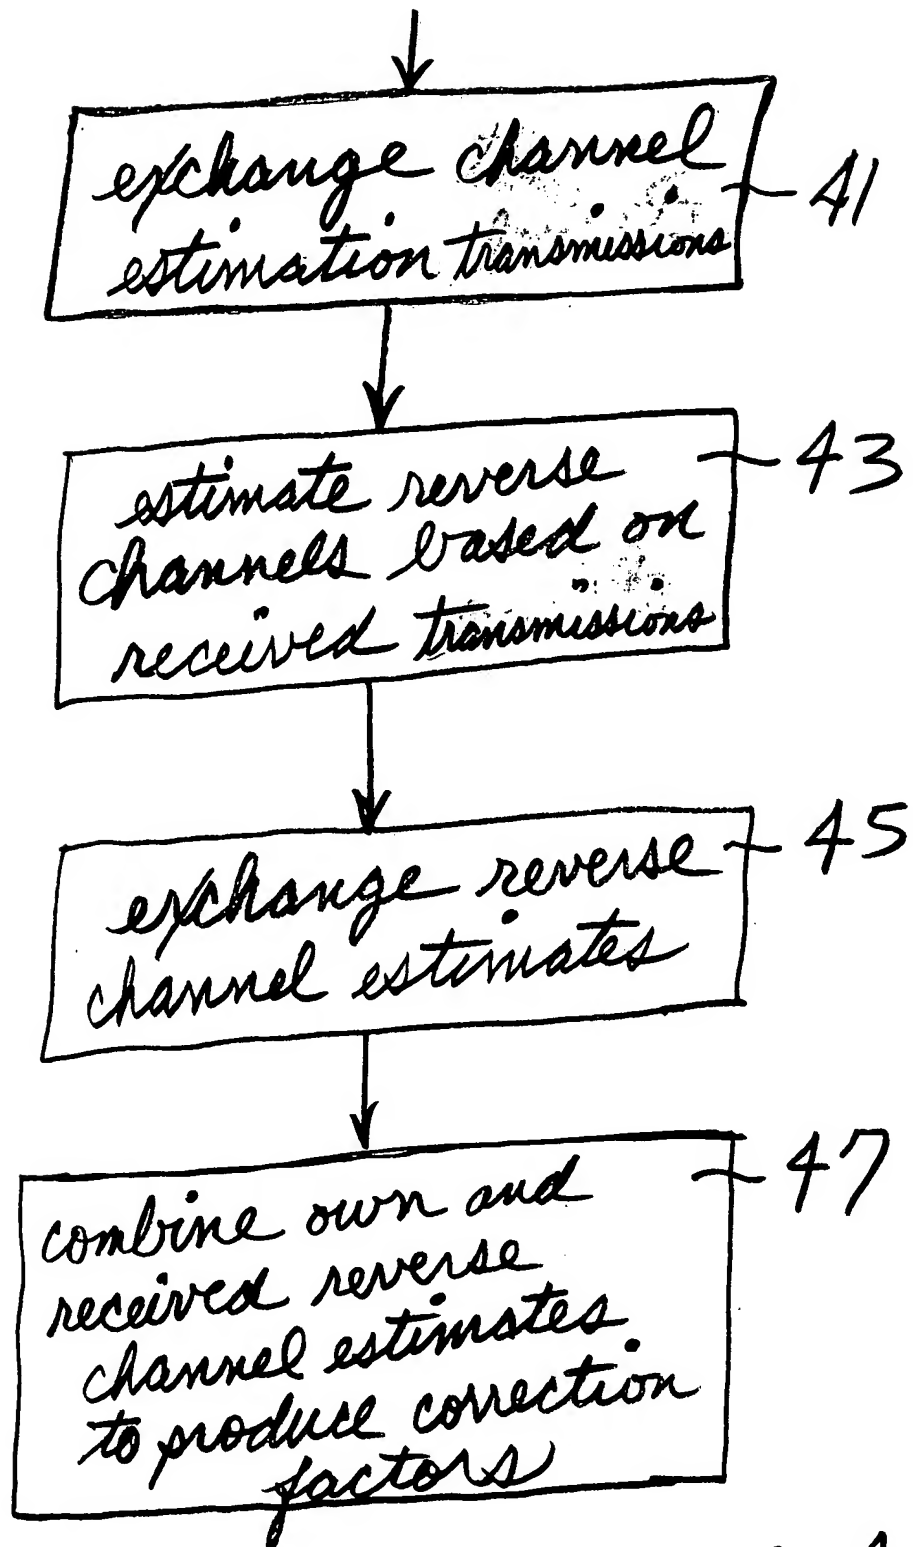 exchange channel
estimation transmissions
41
estimate reverse
channels based on
received transmissions
43
exchange reverse
channel estimates
45
combine own and
received reverse
channel estimates
to produce correction
factors
47